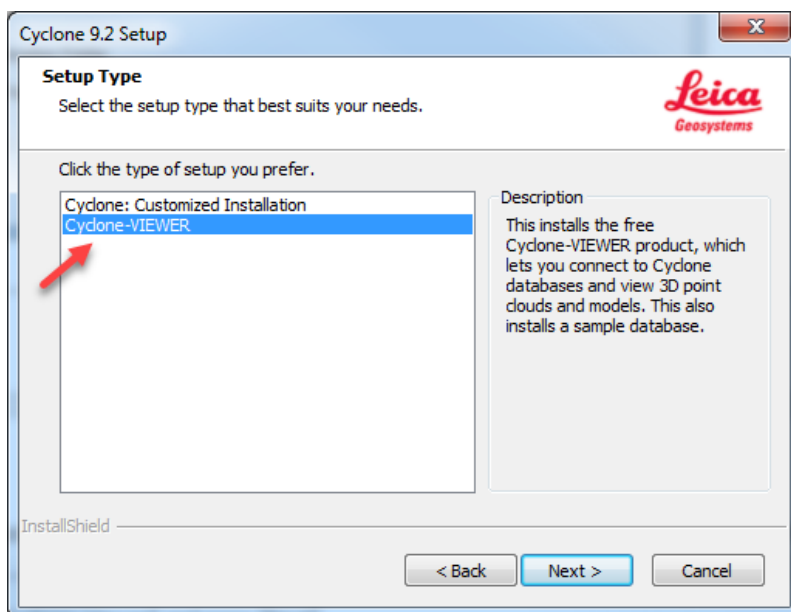 Cyclone 9.2 Setup
X
Setup Type
Select the setup type that best suits your needs.
Leica
Geosystems
Click the type of setup you prefer.
Cyclone: Customized Installation
Cyclone-VIEWER
Description
This installs the free
Cyclone-VIEWER product, which
lets you connect to Cyclone
databases and view 3D point
clouds and models. This also
installs a sample database.
InstallShield
< Back
Next >
Cancel